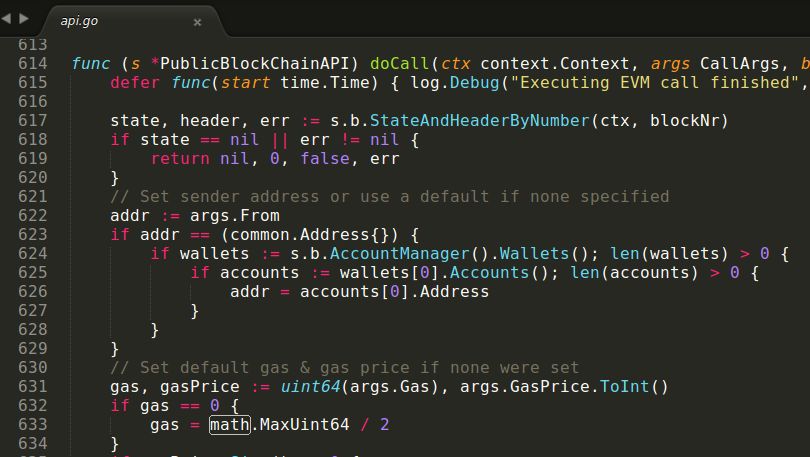 api.go ×
613
614 func (s *PublicBlockChainAPI) doCall(ctx context.Context, args CallArgs, b
615 defer func(start time.Time) { log.Debug("Executing EVM call finished",
616
617 state, header, err := s.b.StateAndHeaderByNumber(ctx, blockNr)
618 if state == nil || err != nil {
619 return nil, 0, false, err
620 }
621 // Set sender address or use a default if none specified
622 addr := args.From
623 if addr == (common.Address{}) {
624 if wallets := s.b.AccountManager().Wallets(); len(wallets) > 0 {
625 if accounts := wallets[0].Accounts(); len(accounts) > 0 {
626 addr = accounts[0].Address
627 }
628 }
629 }
630 // Set default gas & gas price if none were set
631 gas, gasPrice := uint64(args.Gas), args.GasPrice.ToInt()
632 if gas == 0 {
633 gas = math.MaxUint64 / 2
634 }